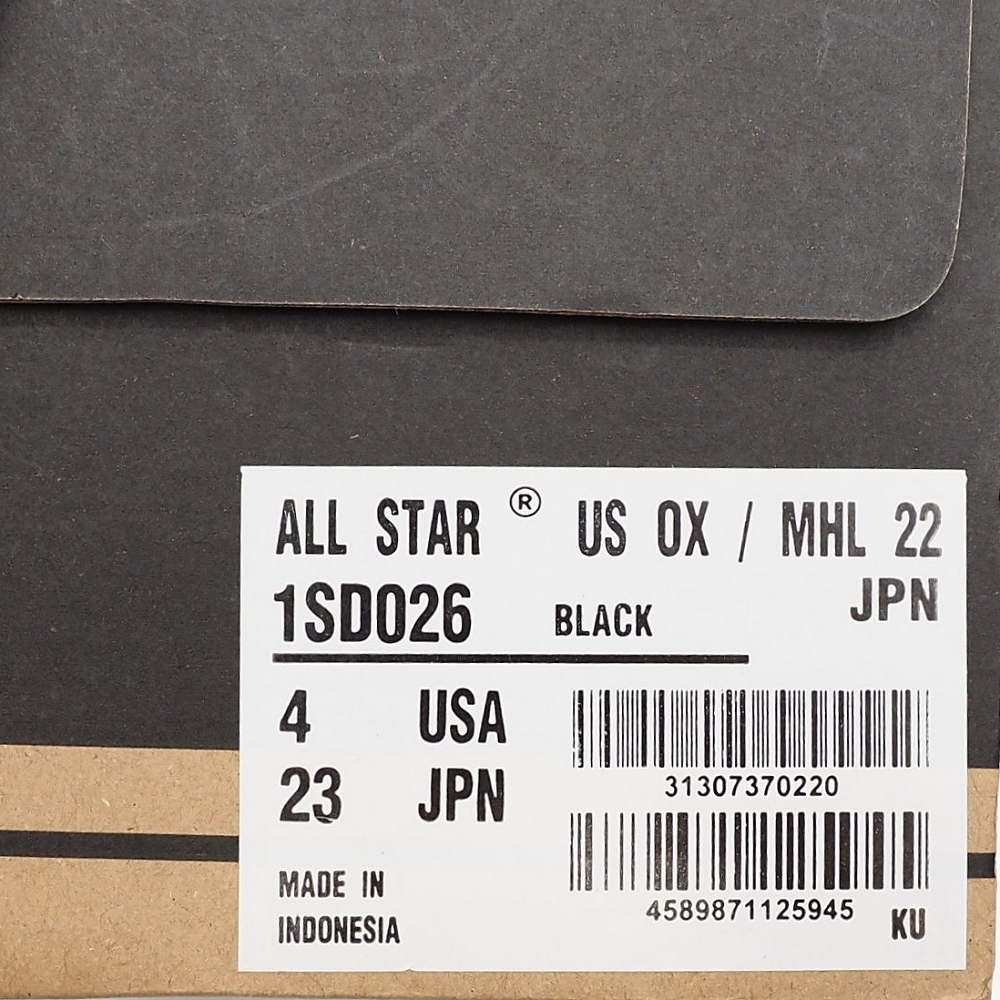 ALL STAR ® US OX / MHL 22
1SD026 BLACK JPN
4 USA
23 JPN
31307370220
4589871125945
MADE IN
INDONESIA
KU